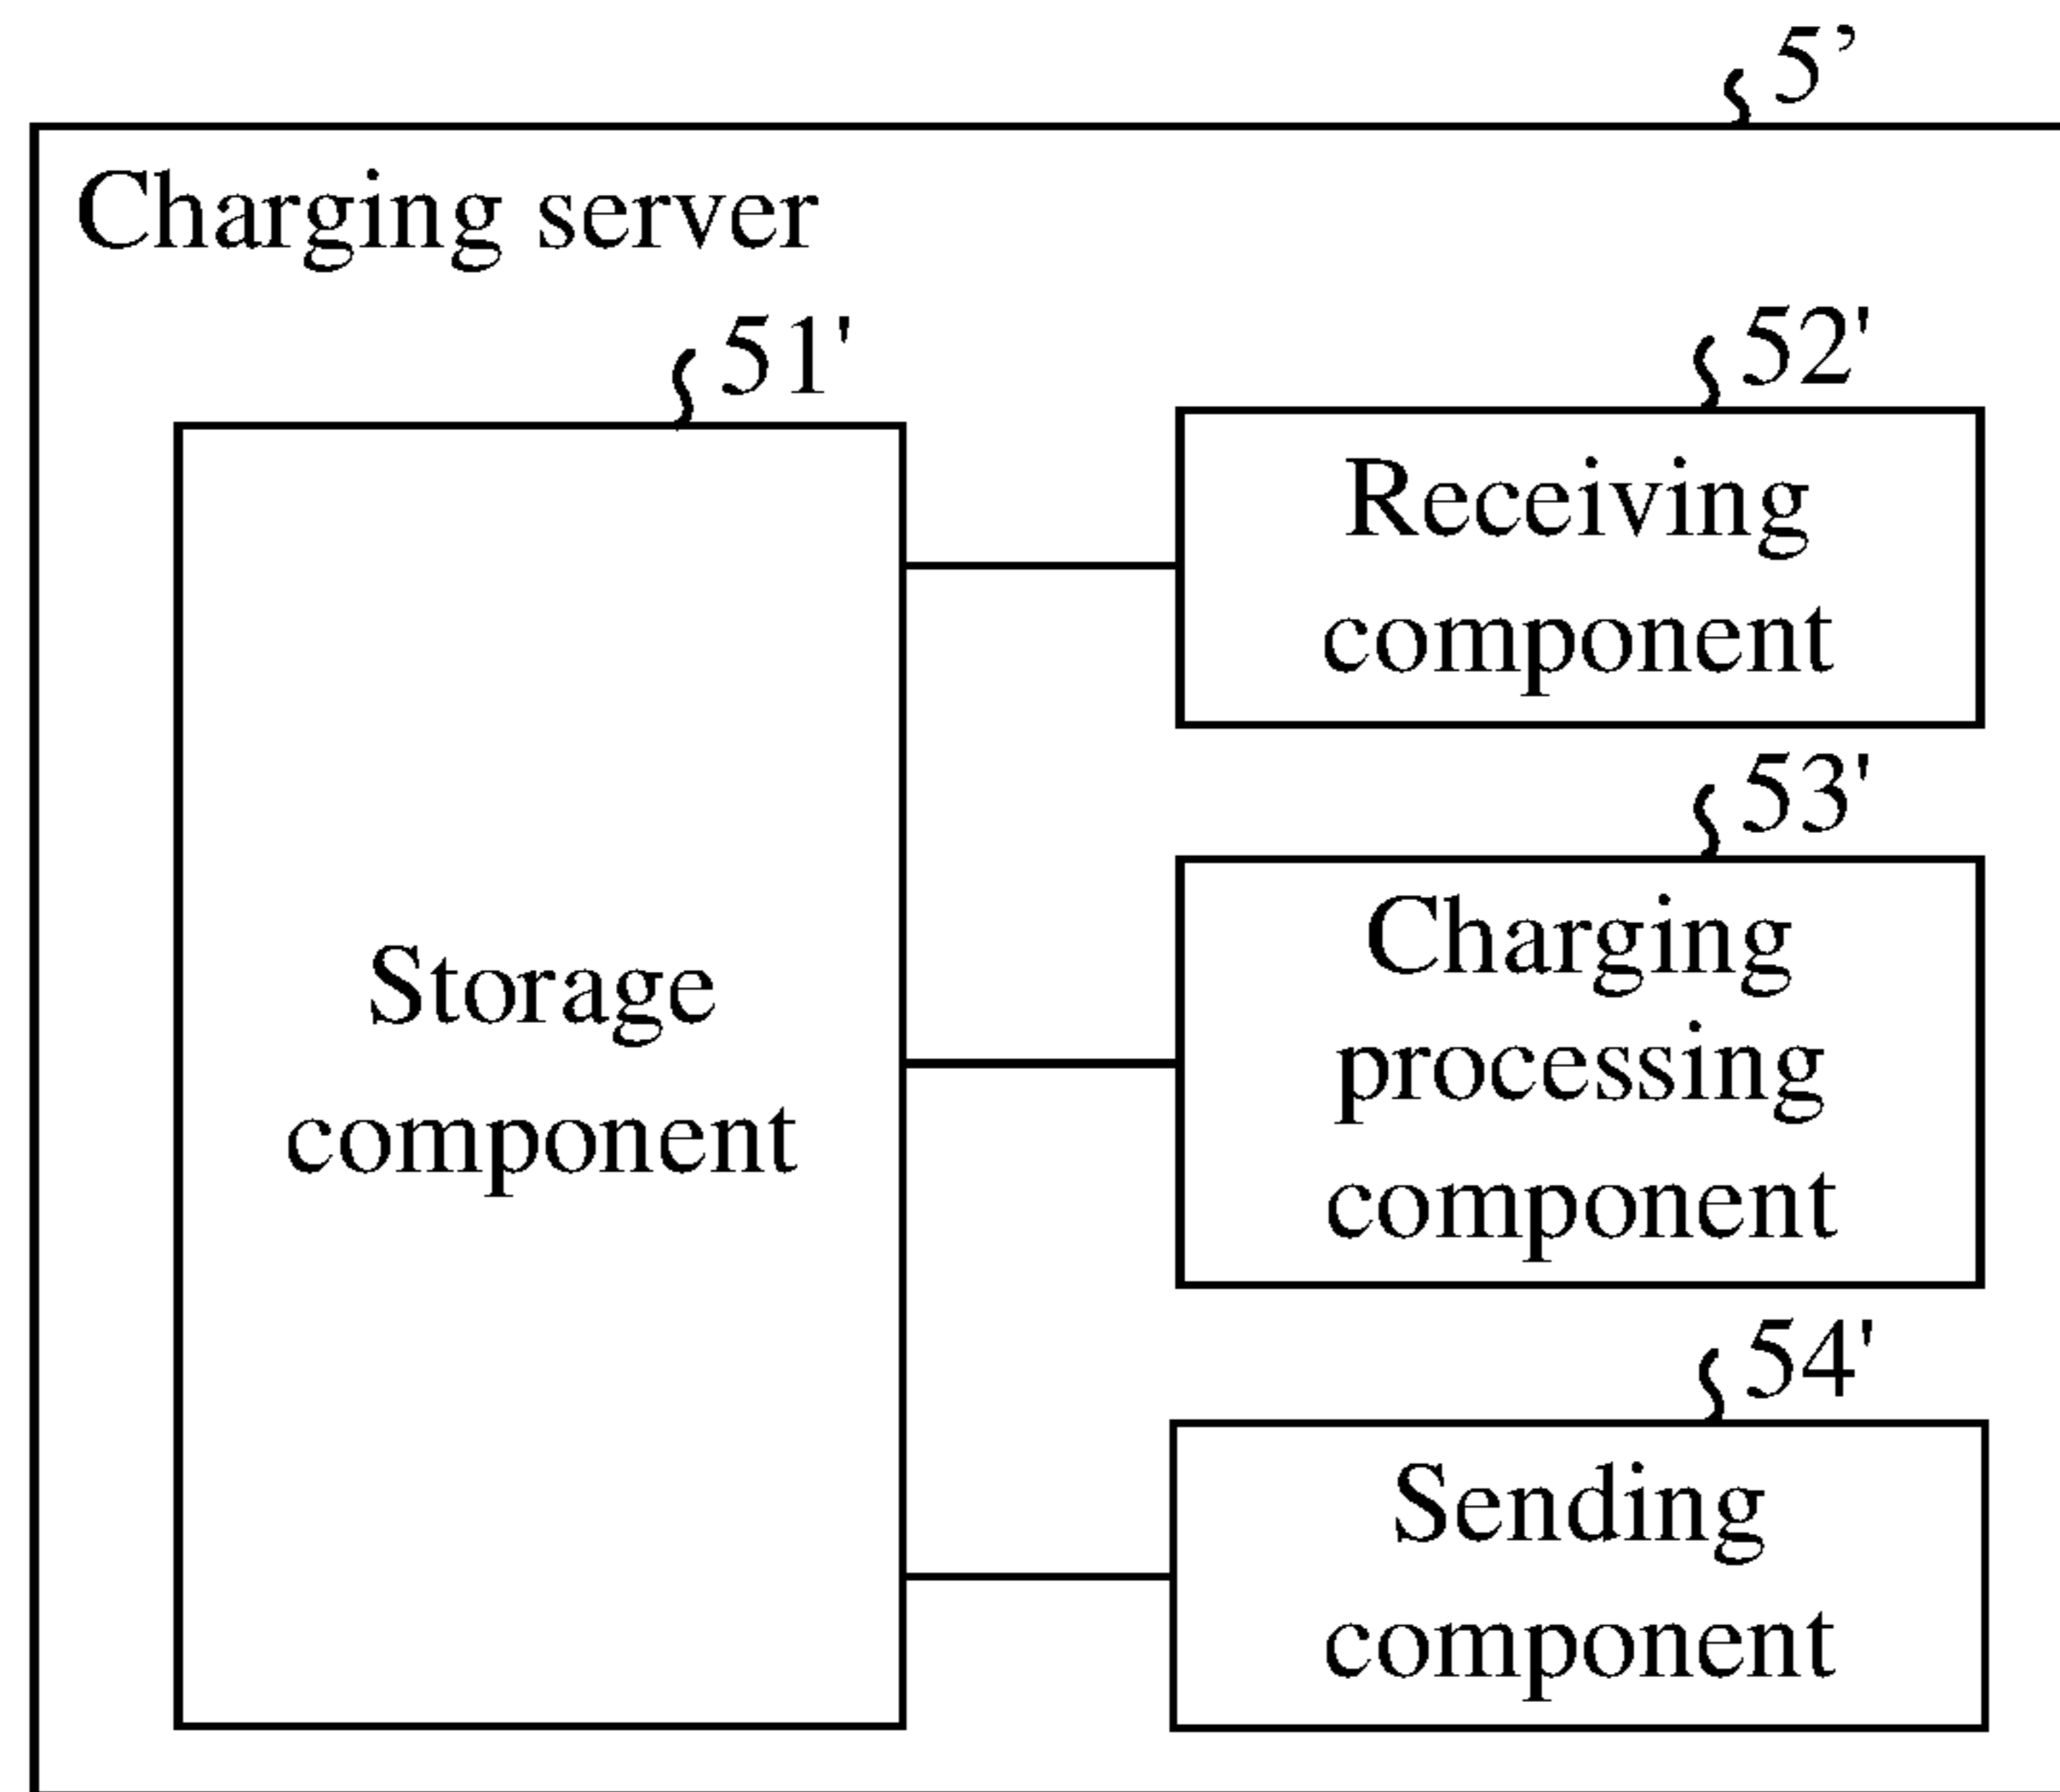 5’
Charging server
51'
52'
Receiving
component
53'
Storage
component
Charging
processing
component
54'
Sending
component